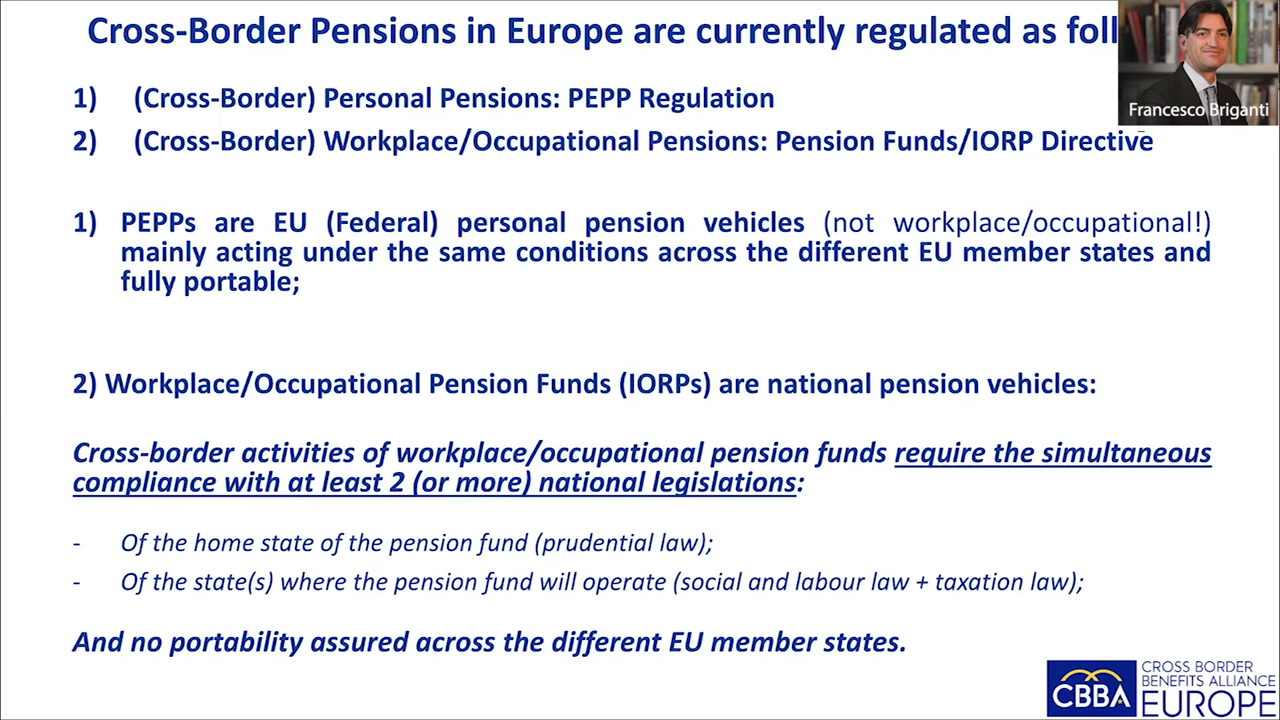 Cross-Border Pensions in Europe are currently regulated as foll
Francesco Briganti
1) (Cross-Border) Personal Pensions: PEPP Regulation
2) (Cross-Border) Workplace/Occupational Pensions: Pension Funds/IORP Directive
1) PEPPs are EU (Federal) personal pension vehicles (not workplace/occupational!)
mainly acting under the same conditions across the different EU member states and
fully portable;
2) Workplace/Occupational Pension Funds (IORPs) are national pension vehicles:
Cross-border activities of workplace/occupational pension funds require the simultaneous
compliance with at least 2 (or more) national legislations:
- Of the home state of the pension fund (prudential law);
- Of the state(s) where the pension fund will operate (social and labour law + taxation law);
And no portability assured across the different EU member states.
CBBA
CROSS BORDER
BENEFITS ALLIANCE
EUROPE